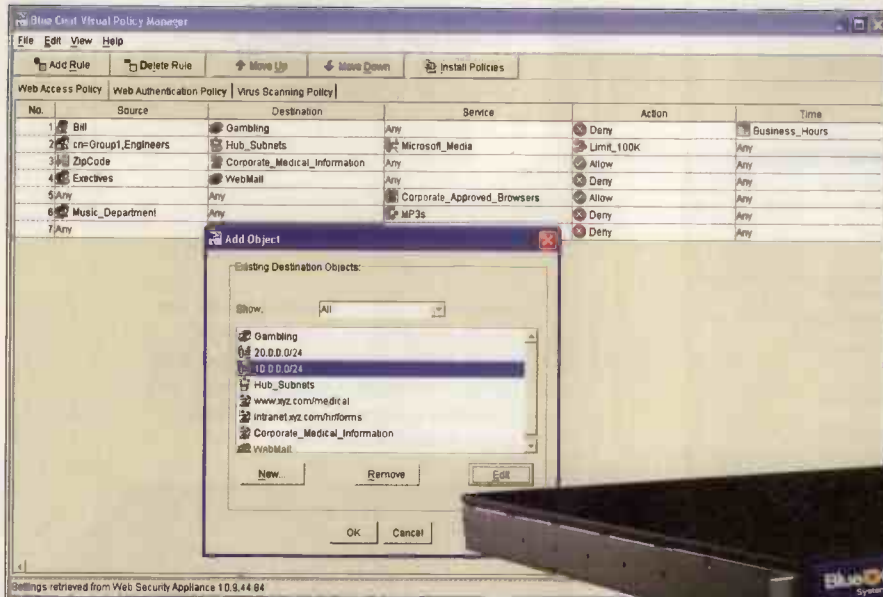 Blue Coat Visual Policy Manager
File Edit View Help
Add Rule Delete Rule Move Up Move Down Install Policies
Web Access Policy Web Authentication Policy Virus Scanning Policy
No. Source Destination Service Action Time
1 Bill Gambling Any Deny Business_Hours
2 cn=Group1,Engineers Hub_Subnets Microsoft_Media Limit_100K Any
3 ZipCode Corporate_Medical_Information Any Allow Any
4 Exectives WebMail Any Deny Any
5 Any Any Corporate_Approved_Browsers Allow Any
6 Music_Department Any MP3s Deny Any
7 Any Deny Any
Add Object
Existing Destination Objects:
Show: All
Gambling
20.0.0.0/24
10.0.0.0/24
Hub_Subnets
www.xyz.com/medical
intranet.xyz.com/hr/forms
Corporate_Medical_Information
WebMail
New... Remove Edit
OK Cancel
Settings retrieved from Web Security Appliance 10.9.44.84
Blue
System